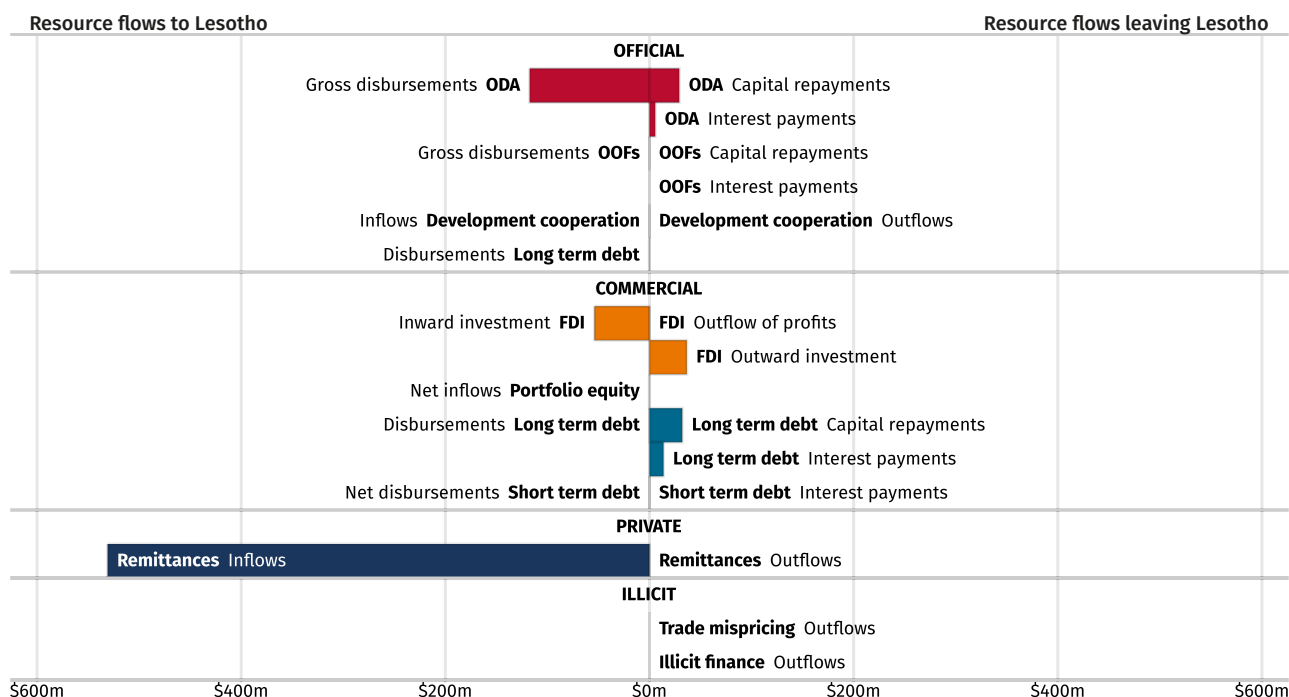 Resource flows to Lesotho Resource flows leaving Lesotho
OFFICIAL
Gross disbursements ODA ODA Capital repayments
ODA Interest payments
Gross disbursements OOFs OOFs Capital repayments
OOFs Interest payments
Inflows Development cooperation Development cooperation Outflows
Disbursements Long term debt
COMMERCIAL
Inward investment FDI FDI Outflow of profits
FDI Outward investment
Net inflows Portfolio equity
Disbursements Long term debt Long term debt Capital repayments
Long term debt Interest payments
Net disbursements Short term debt Short term debt Interest payments
PRIVATE
Remittances Inflows Remittances Outflows
ILLICIT
Trade mispricing Outflows
Illicit finance Outflows
$600m $400m $200m $0m $200m $400m $600m